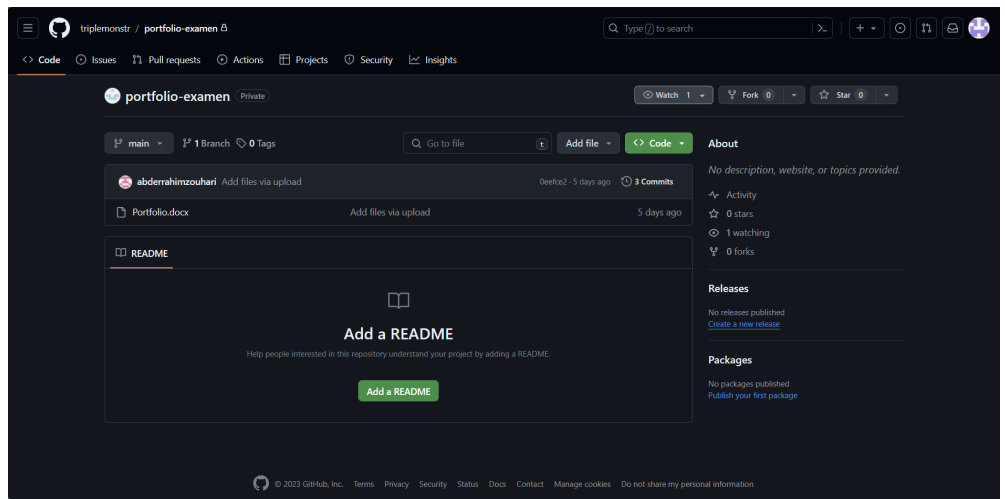 triplemonstr / portfolio-examen
Type / to search
Code Issues Pull requests Actions Projects Security Insights
portfolio-examen Private
Watch 1 Fork 0 Star 0
main 1 Branch 0 Tags Go to file t Add file Code
abderrahimzouhari Add files via upload 0eefce2 · 5 days ago 3 Commits
Portfolio.docx Add files via upload 5 days ago
README
Add a README
Help people interested in this repository understand your project by adding a README.
Add a README
About
No description, website, or topics provided.
Activity
0 stars
1 watching
0 forks
Releases
No releases published
Create a new release
Packages
No packages published
Publish your first package
© 2023 GitHub, Inc. Terms Privacy Security Status Docs Contact Manage cookies Do not share my personal information